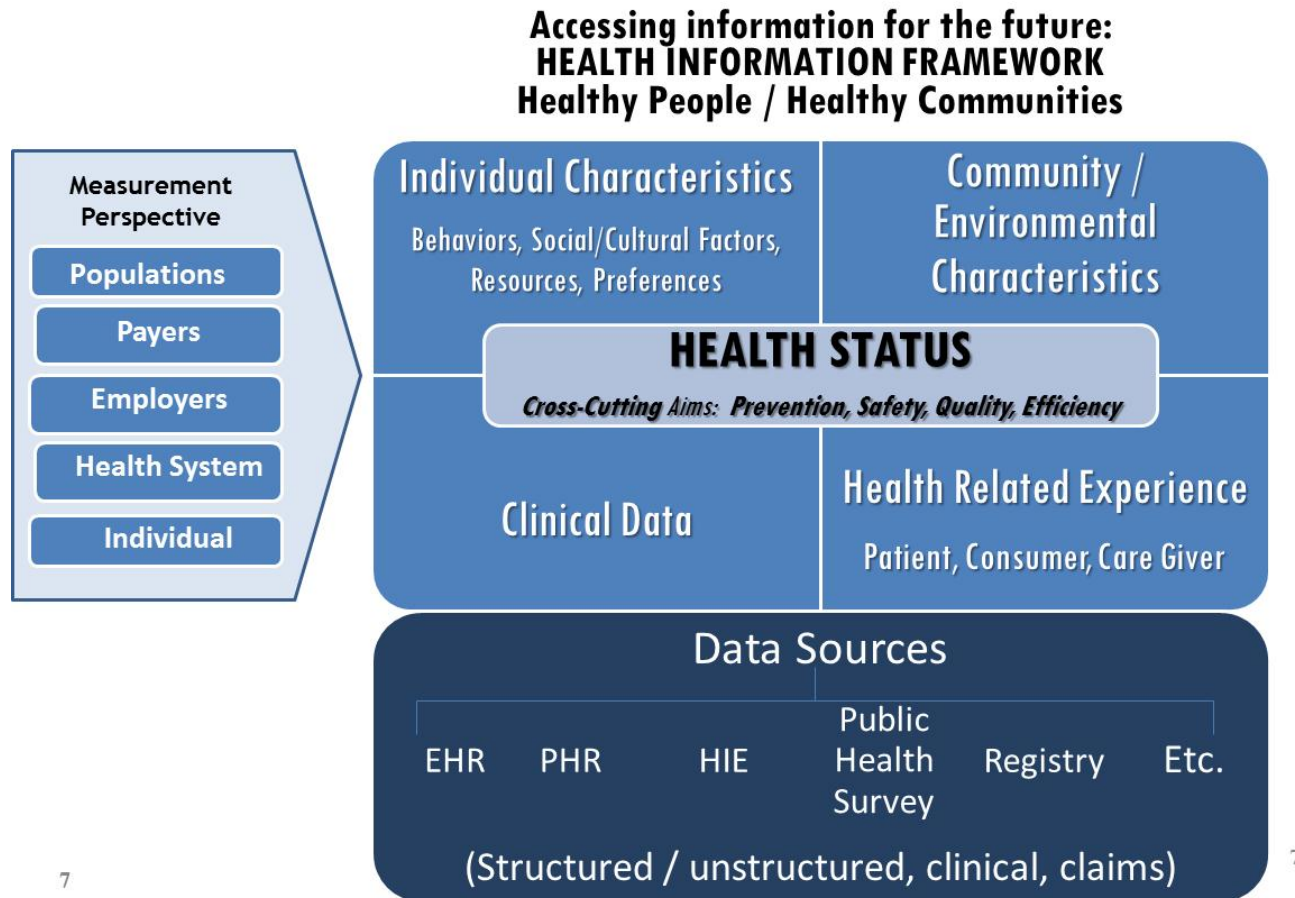 Accessing information for the future:
HEALTH INFORMATION FRAMEWORK
Healthy People / Healthy Communities
Measurement
Perspective
Populations
Payers
Employers
Health System
Individual
Individual Characteristics
Behaviors, Social/Cultural Factors,
Resources, Preferences
Community /
Environmental
Characteristics
HEALTH STATUS
Cross-Cutting Aims: Prevention, Safety, Quality, Efficiency
Clinical Data
Health Related Experience
Patient, Consumer, Care Giver
Data Sources
EHR
PHR
HIE
Public
Health
Survey
Registry
Etc.
(Structured / unstructured, clinical, claims)
7